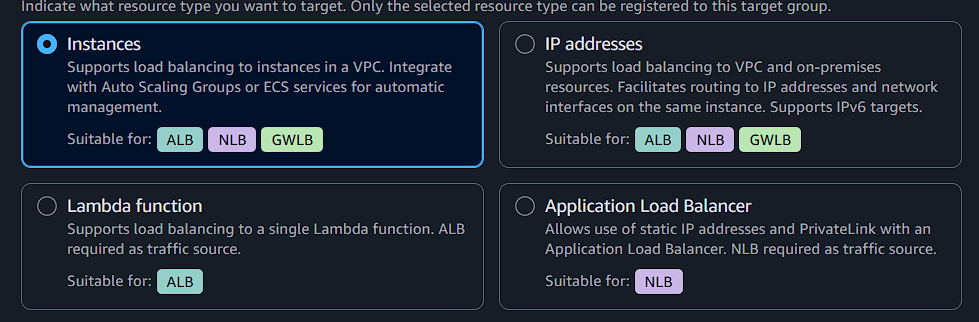 Indicate what resource type you want to target. Only the selected resource type can be registered to this target group.
Instances
Supports load balancing to instances in a VPC. Integrate
with Auto Scaling Groups or ECS services for automatic
management.
Suitable for: ALB NLB GWLB
IP addresses
Supports load balancing to VPC and on-premises
resources. Facilitates routing to IP addresses and network
interfaces on the same instance. Supports IPv6 targets.
Suitable for: ALB NLB GWLB
Lambda function
Supports load balancing to a single Lambda function. ALB
required as traffic source.
Suitable for: ALB
Application Load Balancer
Allows use of static IP addresses and PrivateLink with an
Application Load Balancer. NLB required as traffic source.
Suitable for: NLB